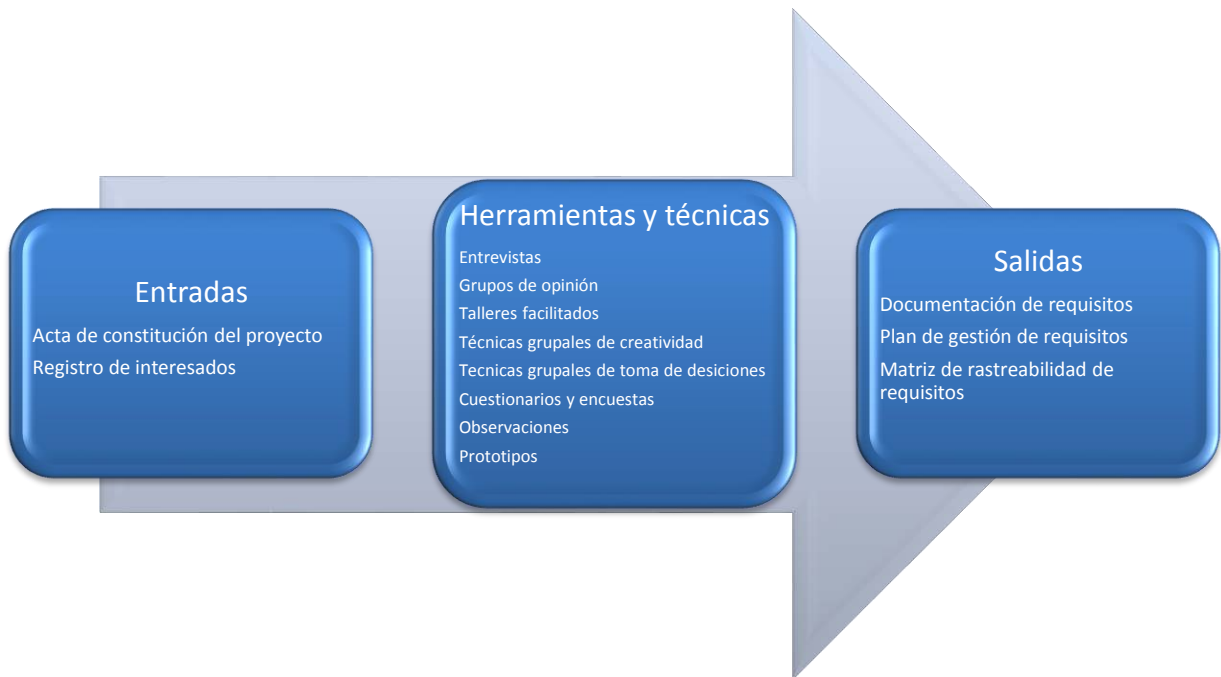 Entradas
Acta de constitución del proyecto
Registro de interesados
Herramientas y técnicas
Entrevistas
Grupos de opinión
Talleres facilitados
Técnicas grupales de creatividad
Tecnicas grupales de toma de desiciones
Cuestionarios y encuestas
Observaciones
Prototipos
Salidas
Documentación de requisitos
Plan de gestión de requisitos
Matriz de rastreabilidad de
requisitos